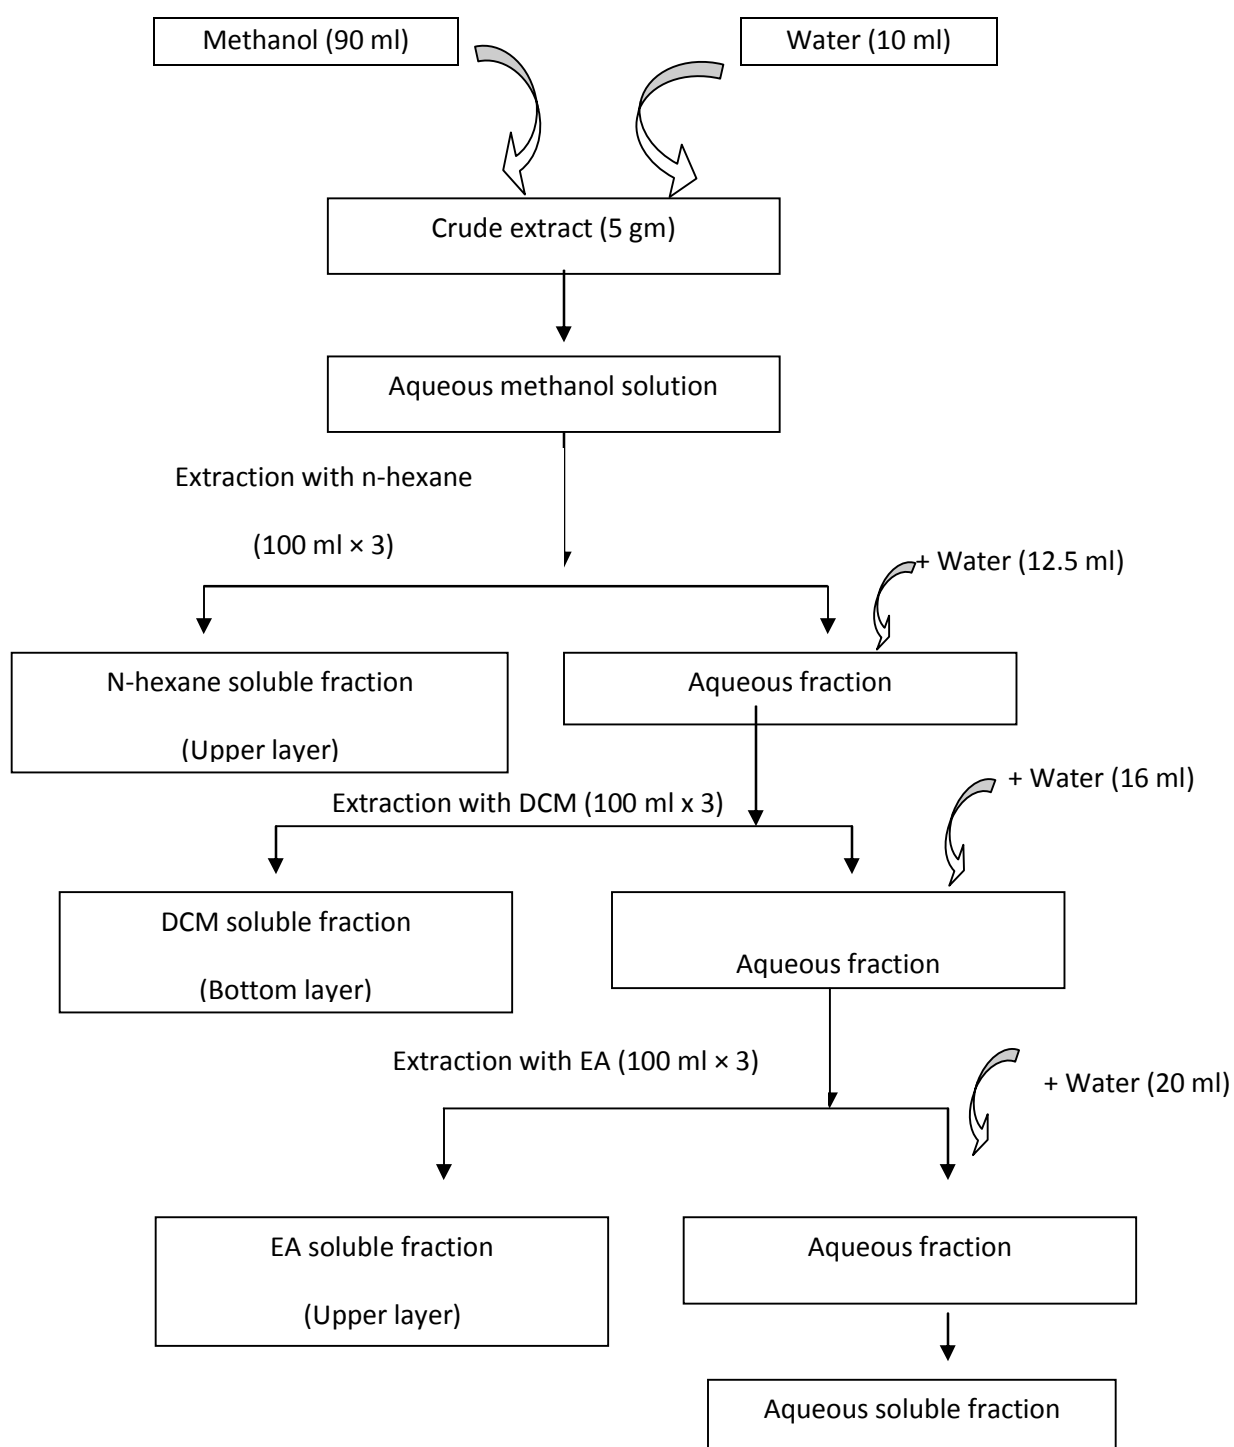 Methanol (90 ml)
Water (10 ml)
Crude extract (5 gm)
Aqueous methanol solution
Extraction with n-hexane
(100 ml × 3)
+ Water (12.5 ml)
N-hexane soluble fraction
(Upper layer)
Aqueous fraction
+ Water (16 ml)
Extraction with DCM (100 ml x 3)
DCM soluble fraction
(Bottom layer)
Aqueous fraction
Extraction with EA (100 ml × 3)
+ Water (20 ml)
EA soluble fraction
(Upper layer)
Aqueous fraction
Aqueous soluble fraction